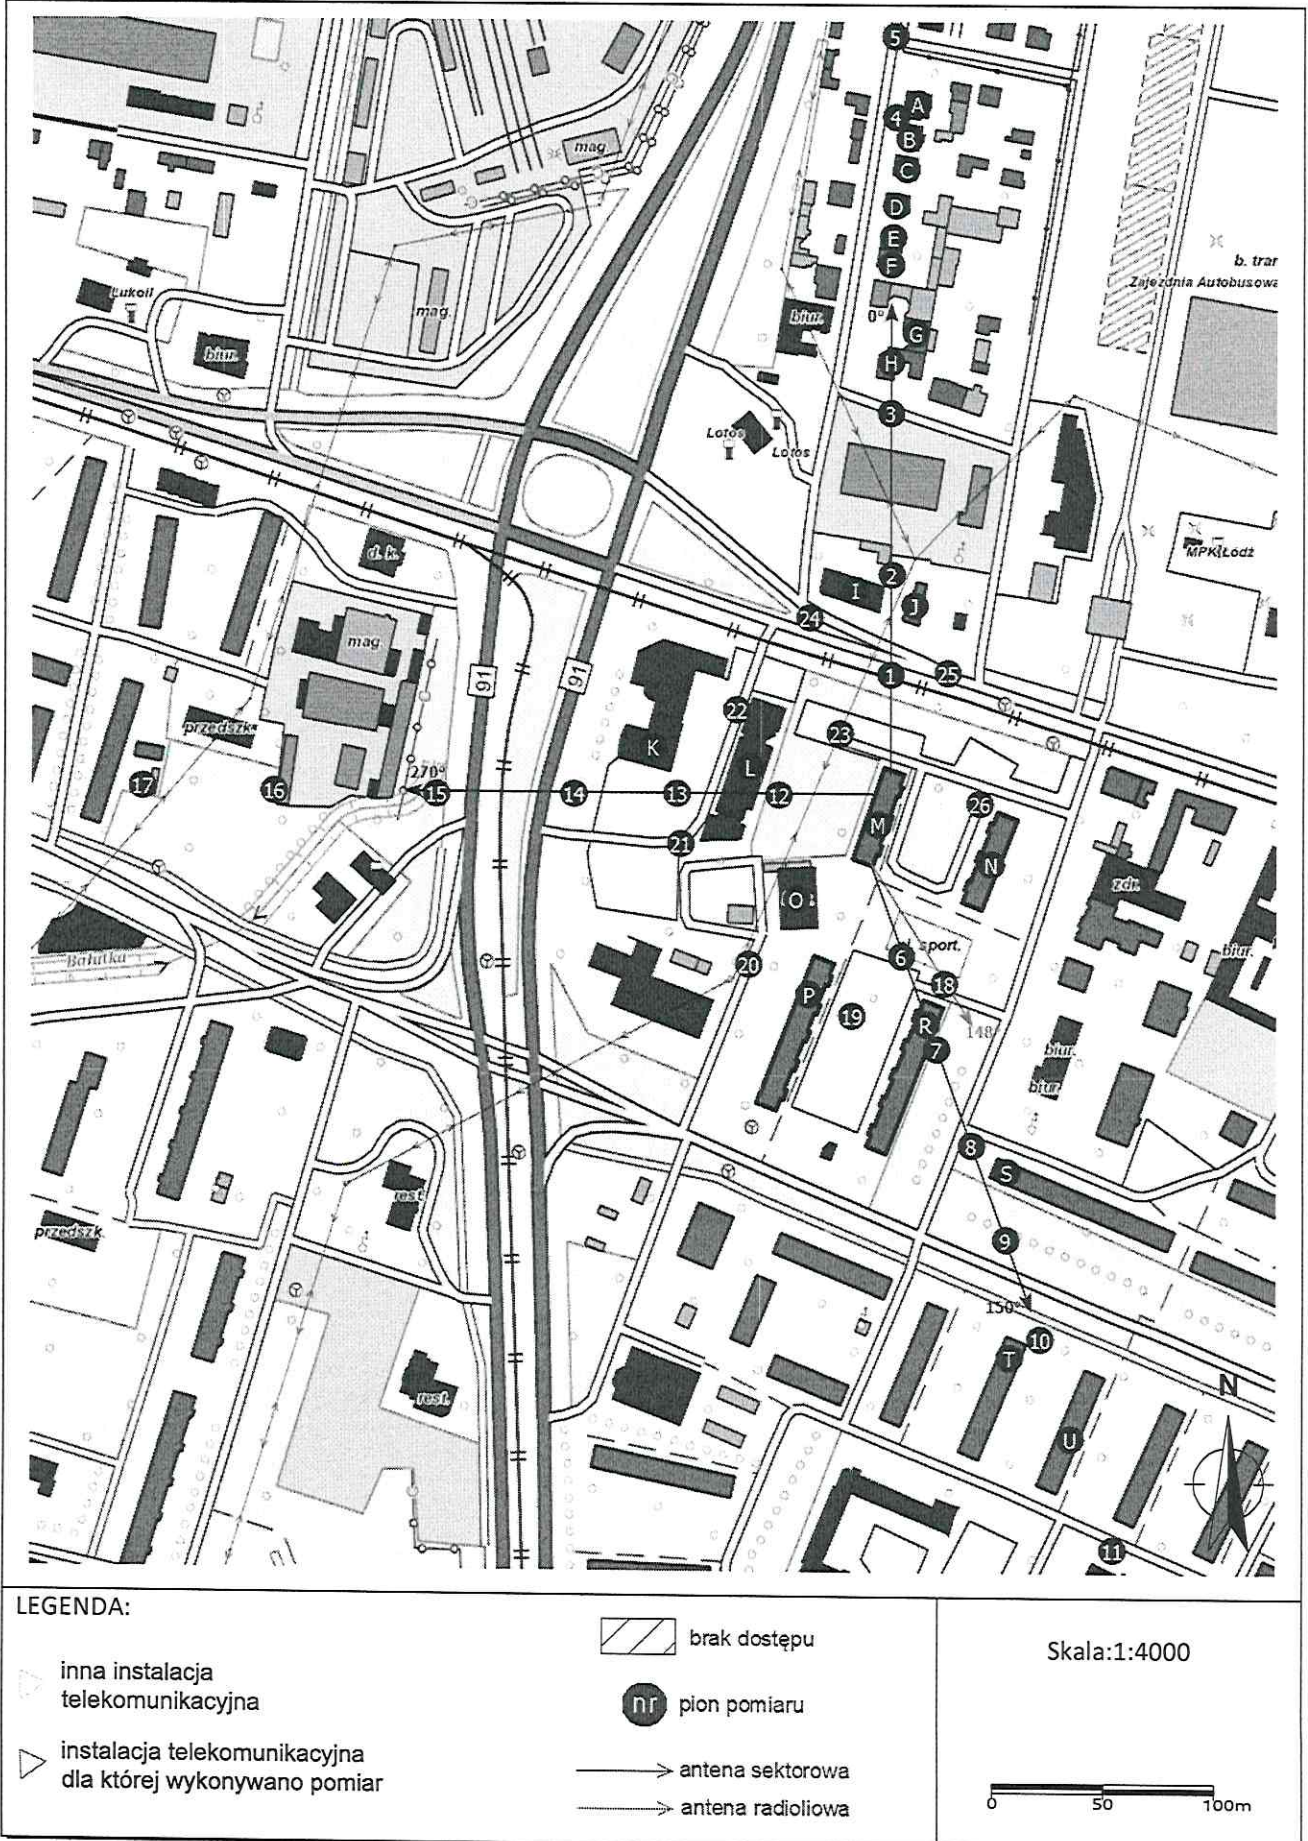 5
A
4
B
C
D
E
F
0°
G
H
3
mag.
mag.
Łukoil
biur.
biur.
b. trar
Zajezdnia Autobusowa
Lotos
Lotos
MPK Łódź
d. k.
mag.
I
2
J
24
1
25
91
91
przedszk.
K
22
L
23
17
16
270°
15
14
13
12
M
26
21
N
O
zdr.
biur.
Bałutka
sport.
6
20
18
P
19
R
148°
7
biur.
biur.
8
S
rest.
przedszk.
9
150°
10
T
rest.
U
N
11
LEGENDA:
inna instalacja
telekomunikacyjna
instalacja telekomunikacyjna
dla której wykonywano pomiar
brak dostępu
nr pion pomiaru
antena sektorowa
antena radioliowa
Skala:1:4000
0 50 100m